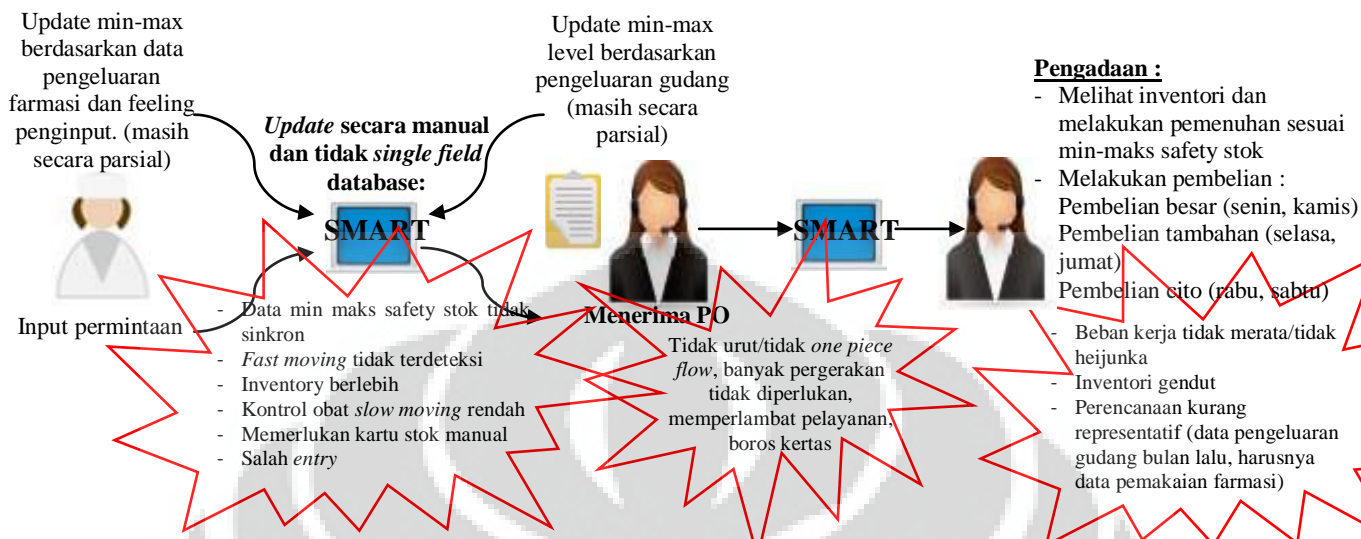 Update min-max
berdasarkan data
pengeluaran
farmasi dan feeling
penginput. (masih
secara parsial)
Update secara manual
dan tidak single field
database:
SMART
Update min-max
level berdasarkan
pengeluaran gudang
(masih secara
parsial)
Input permintaan
- Data min maks safety stok tidak
sinkron
- Fast moving tidak terdeteksi
- Inventory berlebih
- Kontrol obat slow moving rendah
- Memerlukan kartu stok manual
- Salah entry
Menerima PO
Tidak urut/tidak one piece
flow, banyak pergerakan
tidak diperlukan,
memperlambat pelayanan,
boros kertas
SMART
Pengadaan :
- Melihat inventori dan
melakukan pemenuhan sesuai
min-maks safety stok
- Melakukan pembelian :
Pembelian besar (senin, kamis)
Pembelian tambahan (selasa,
jumat)
Pembelian cito (rabu, sabtu)
- Beban kerja tidak merata/tidak
heijunka
- Inventori gendut
- Perencanaan kurang
representatif (data pengeluaran
gudang bulan lalu, harusnya
data pemakaian farmasi)